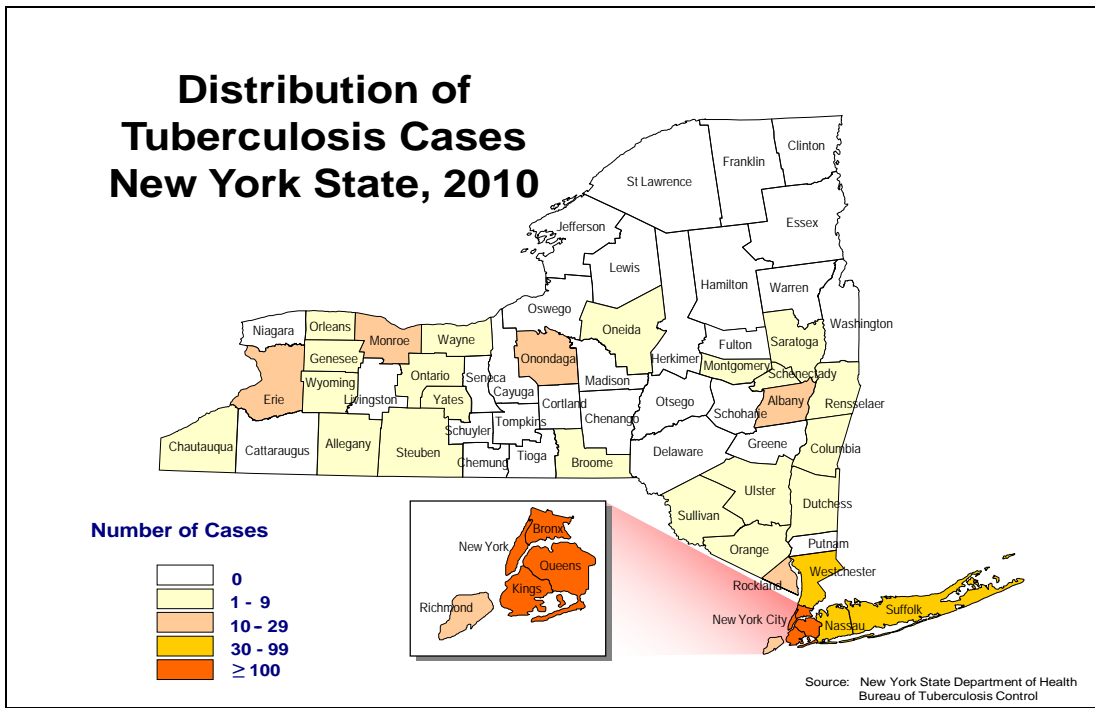 Distribution of
Tuberculosis Cases
New York State, 2010
Clinton
Franklin
St Lawrence
Essex
Jefferson
Lewis
Hamilton
Warren
Oswego
Washington
Niagara
Orleans
Monroe
Wayne
Oneida
Herkimer
Fulton
Saratoga
Genesee
Ontario
Seneca
Onondaga
Madison
Montgomery
Schenectady
Erie
Wyoming
Livingston
Yates
Cayuga
Cortland
Chenango
Otsego
Schoharie
Albany
Rensselaer
Chautauqua
Cattaraugus
Allegany
Steuben
Schuyler
Tompkins
Chemung
Tioga
Broome
Delaware
Greene
Columbia
Ulster
Dutchess
Sullivan
Orange
Putnam
Rockland
Westchester
New York City
Nassau
Suffolk
Bronx
New York
Queens
Kings
Richmond
Number of Cases
0
1 - 9
10 – 29
30 - 99
≥ 100
Source: New York State Department of Health
Bureau of Tuberculosis Control